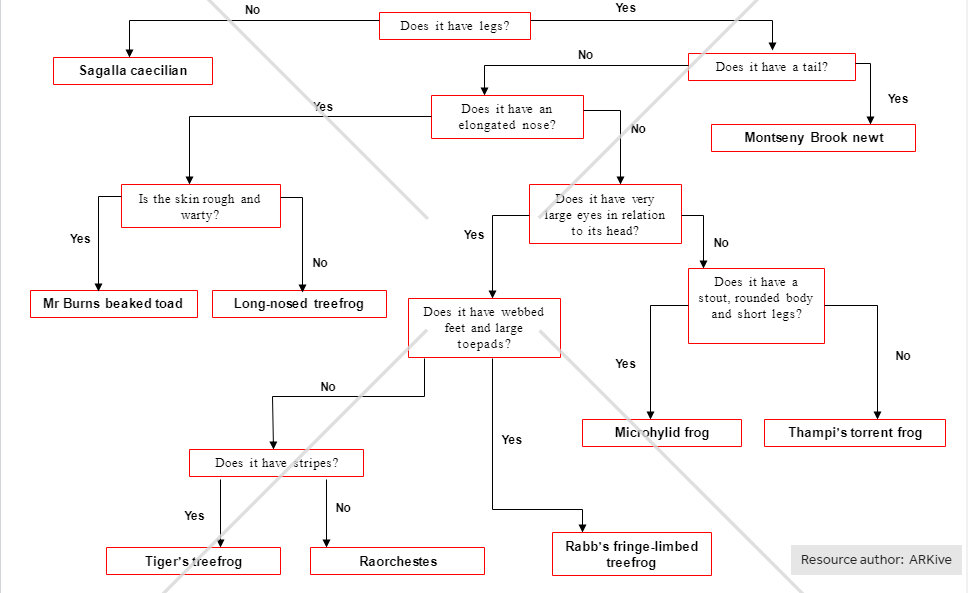 No
Yes
Does it have legs?
No
Does it have a tail?
Sagalla caecilian
Yes
Yes
Does it have an
elongated nose?
No
Montseny Brook newt
Is the skin rough and
warty?
Does it have very
large eyes in relation
to its head?
Yes
Yes
No
No
Does it have a
stout, rounded body
and short legs?
Mr Burns beaked toad
Long-nosed treefrog
Does it have webbed
feet and large
toepads?
Yes
No
No
Microhylid frog
Thampi's torrent frog
Yes
Does it have stripes?
Yes
No
Rabb's fringe-limbed
treefrog
Tiger's treefrog
Raorchestes
Resource author: ARKive